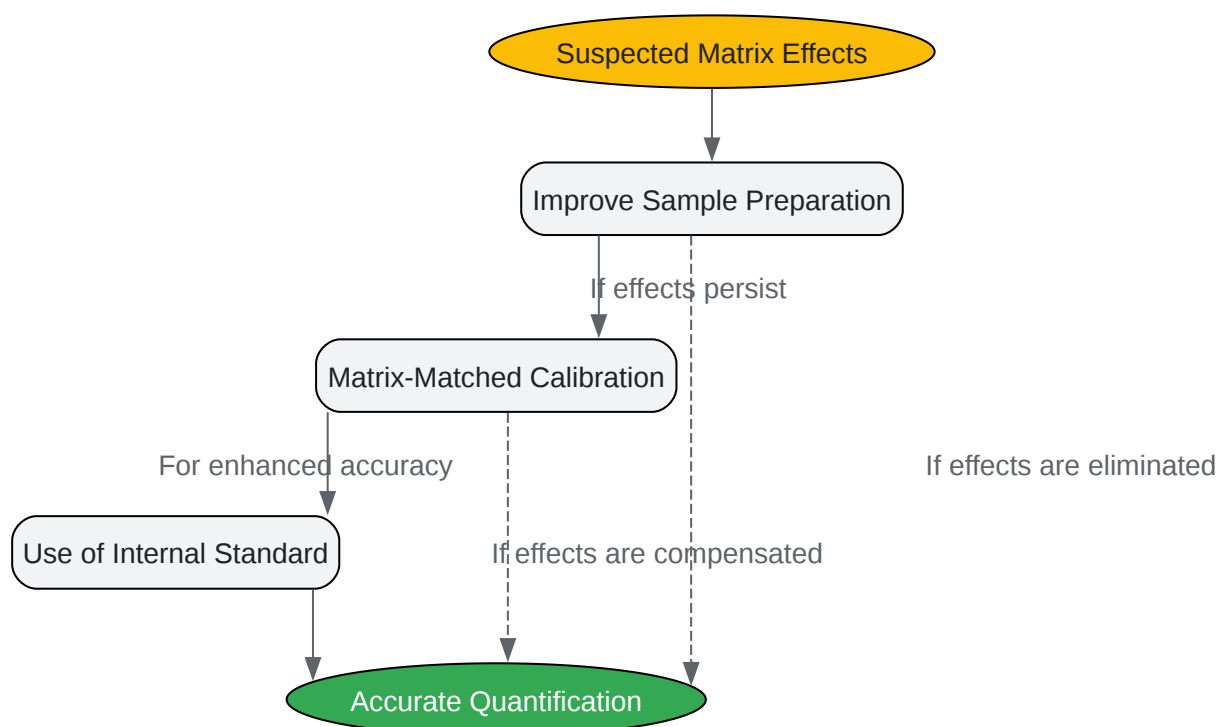 Suspected Matrix Effects
Improve Sample Preparation
If effects persist
Matrix-Matched Calibration
For enhanced accuracy
If effects are eliminated
Use of Internal Standard
If effects are compensated
Accurate Quantification